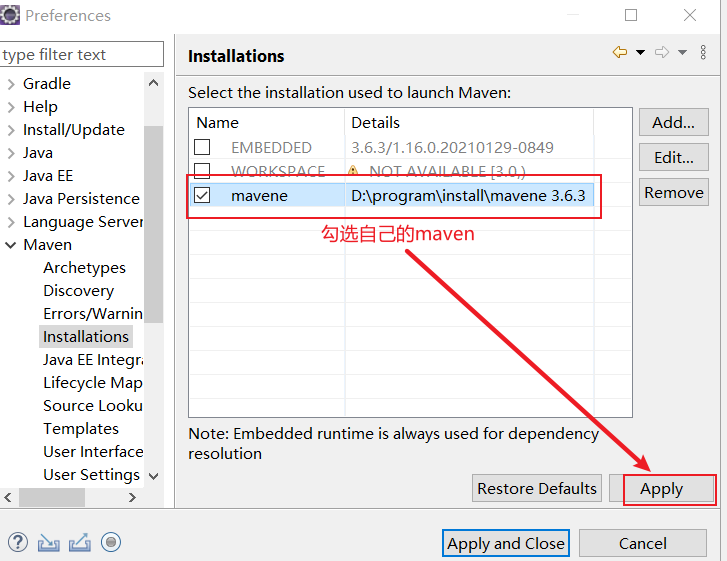 Preferences
type filter text
Gradle
Help
Install/Update
Java
Java EE
Java Persistence
Language Server
Maven
Archetypes
Discovery
Errors/Warnin
Installations
Java EE Integra
Lifecycle Map
Source Looku
Templates
User Interface
User Settings
Installations
Select the installation used to launch Maven:
Name Details
EMBEDDED 3.6.3/1.16.0.20210129-0849
WORKSPACE NOT AVAILABLE [3.0,)
mavene D:\program\install\mavene 3.6.3
勾选自己的maven
Add...
Edit...
Remove
Note: Embedded runtime is always used for dependency
resolution
Restore Defaults Apply
Apply and Close Cancel